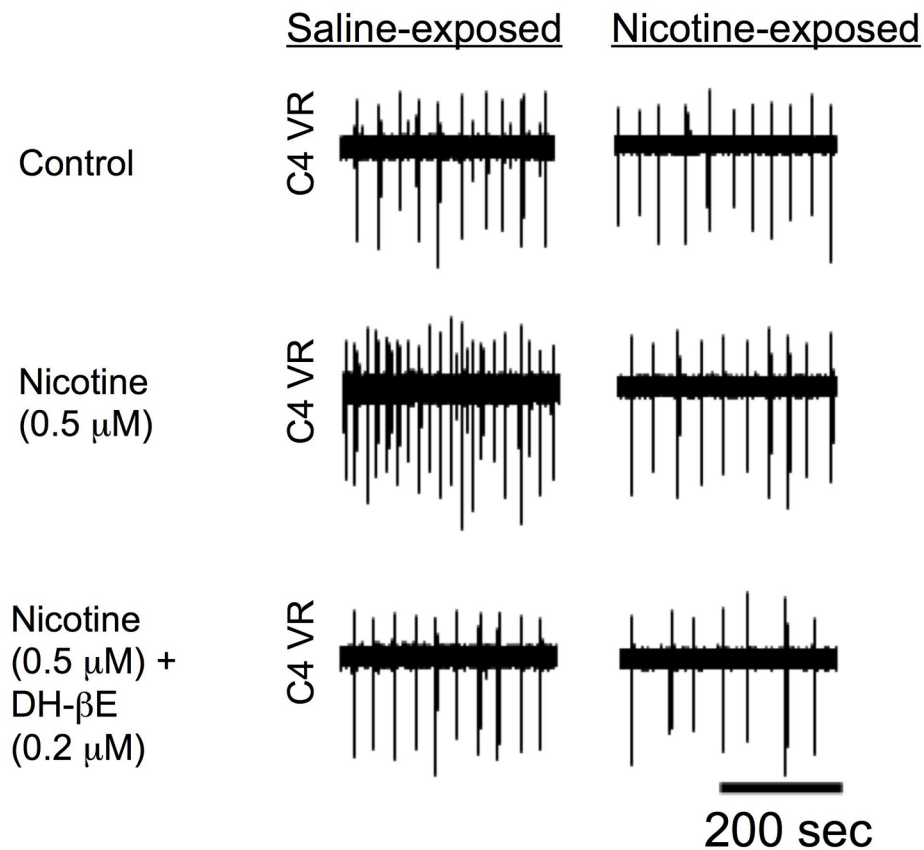 Saline-exposed
Nicotine-exposed
Control
C4 VR
Nicotine
(0.5 μM)
C4 VR
Nicotine
(0.5 μM) +
DH-βE
(0.2 μM)
C4 VR
200 sec